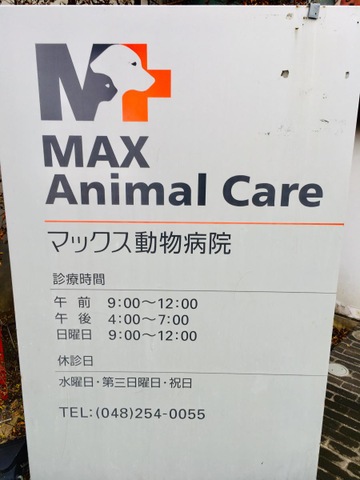 M
MAX
Animal Care
マックス動物病院
診療時間
午 前 9:00〜12:00
午 後 4:00〜7:00
日曜日 9:00〜12:00
休診日
水曜日・第三日曜日・祝日
TEL:(048)254-0055